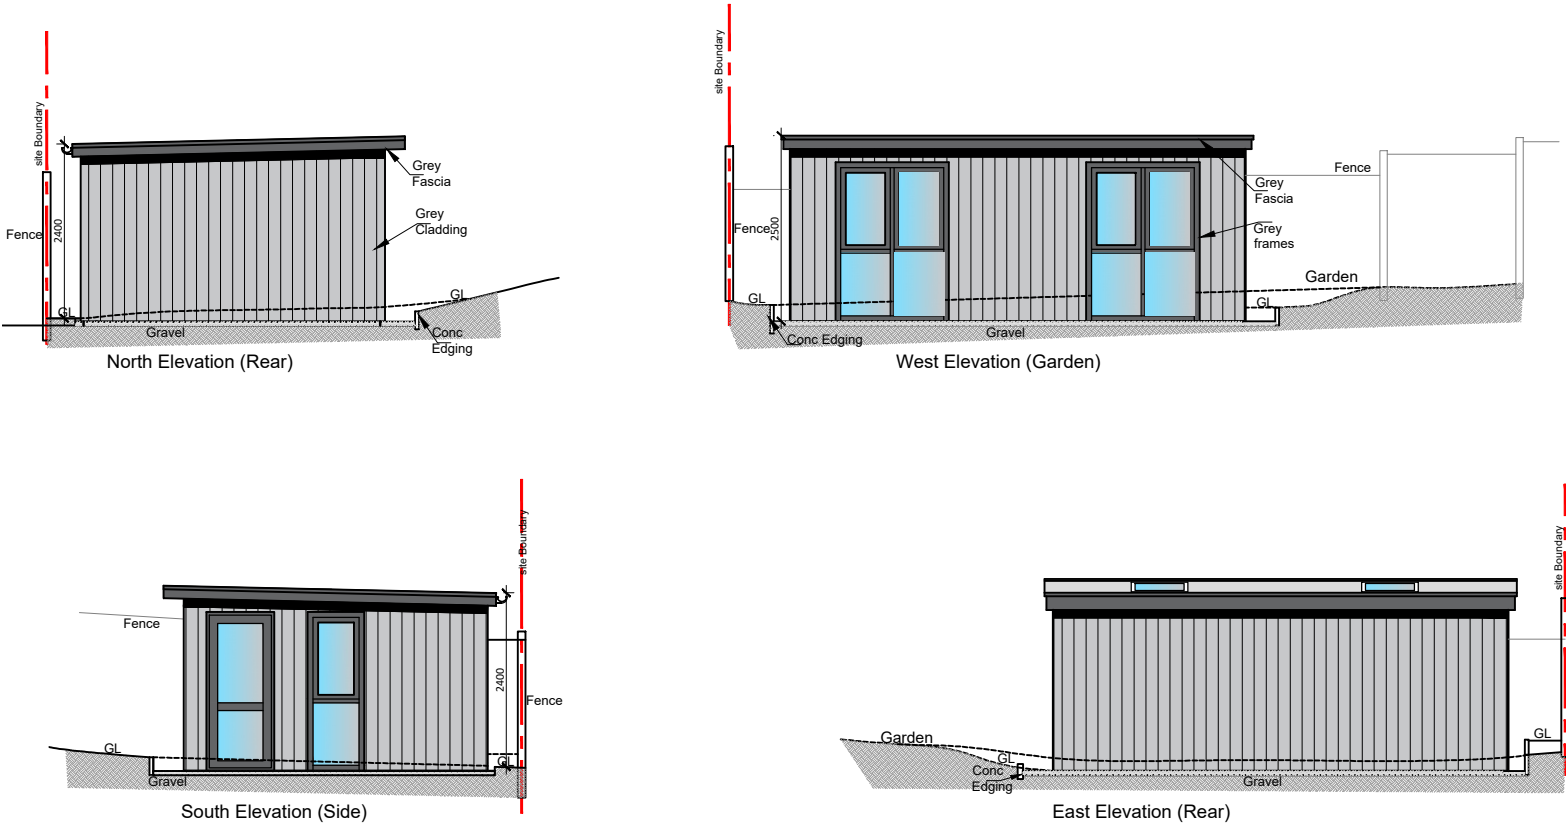 site Boundary
Grey
Fascia
Grey
Cladding
Fence
2400
GL
GL
Gravel
Conc
Edging
North Elevation (Rear)
site Boundary
Fence
Grey
Fascia
Fence
2500
Grey
frames
Garden
GL
GL
Gravel
Conc Edging
West Elevation (Garden)
site Boundary
Fence
2400
Fence
GL
GL
Gravel
South Elevation (Side)
site Boundary
Garden
GL
GL
Conc
Edging
Gravel
East Elevation (Rear)